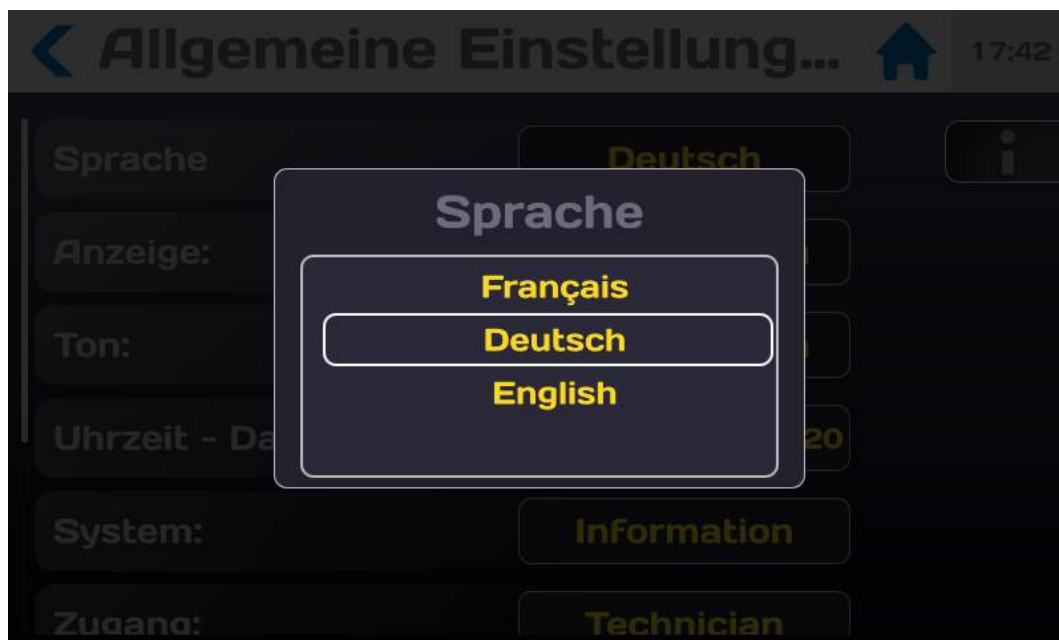 Allgemeine Einstellung...
17:42
Sprache
Deutsch
Sprache
Anzeige:
Français
Deutsch
Ton:
English
Uhrzeit - Da
20
System:
Information
Zugang:
Technician